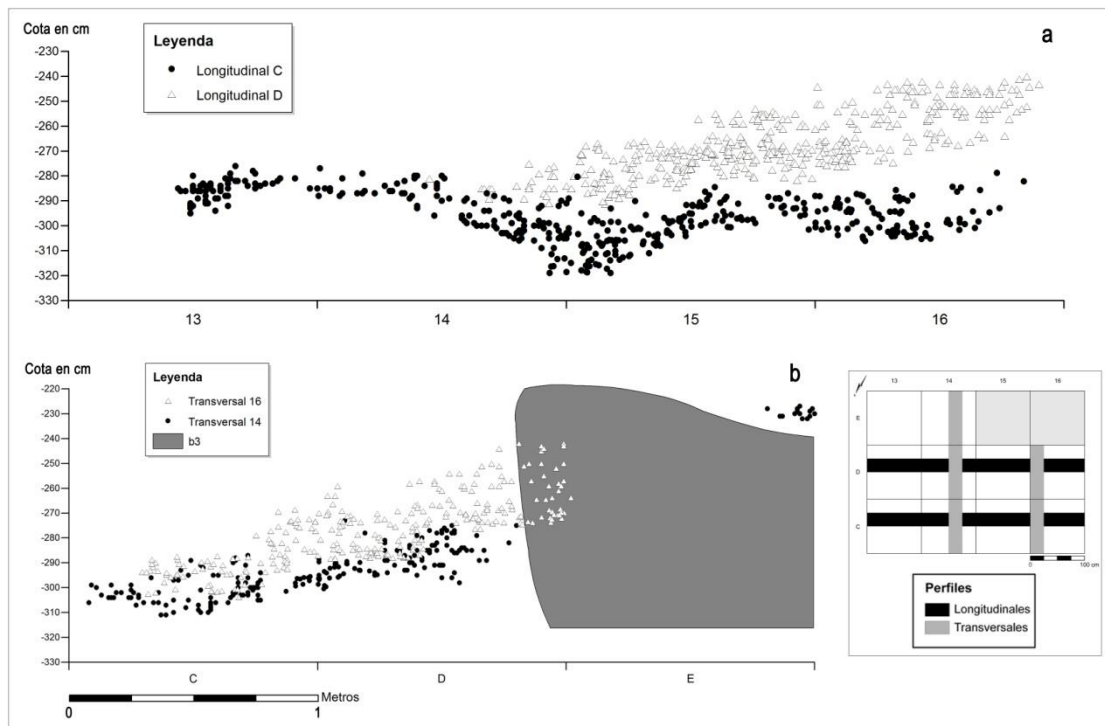 Cota en cm
a
Leyenda
Longitudinal C
Longitudinal D
-230
-240
-250
-260
-270
-280
-290
-300
-310
-320
-330
13 14 15 16
Cota en cm
b
Leyenda
Transversal 16
Transversal 14
b3
-220
-230
-240
-250
-260
-270
-280
-290
-300
-310
-320
-330
C D E
Metros
0 1
13 14 15 16
E
D
C
0 100 cm
Perfiles
Longitudinales
Transversales